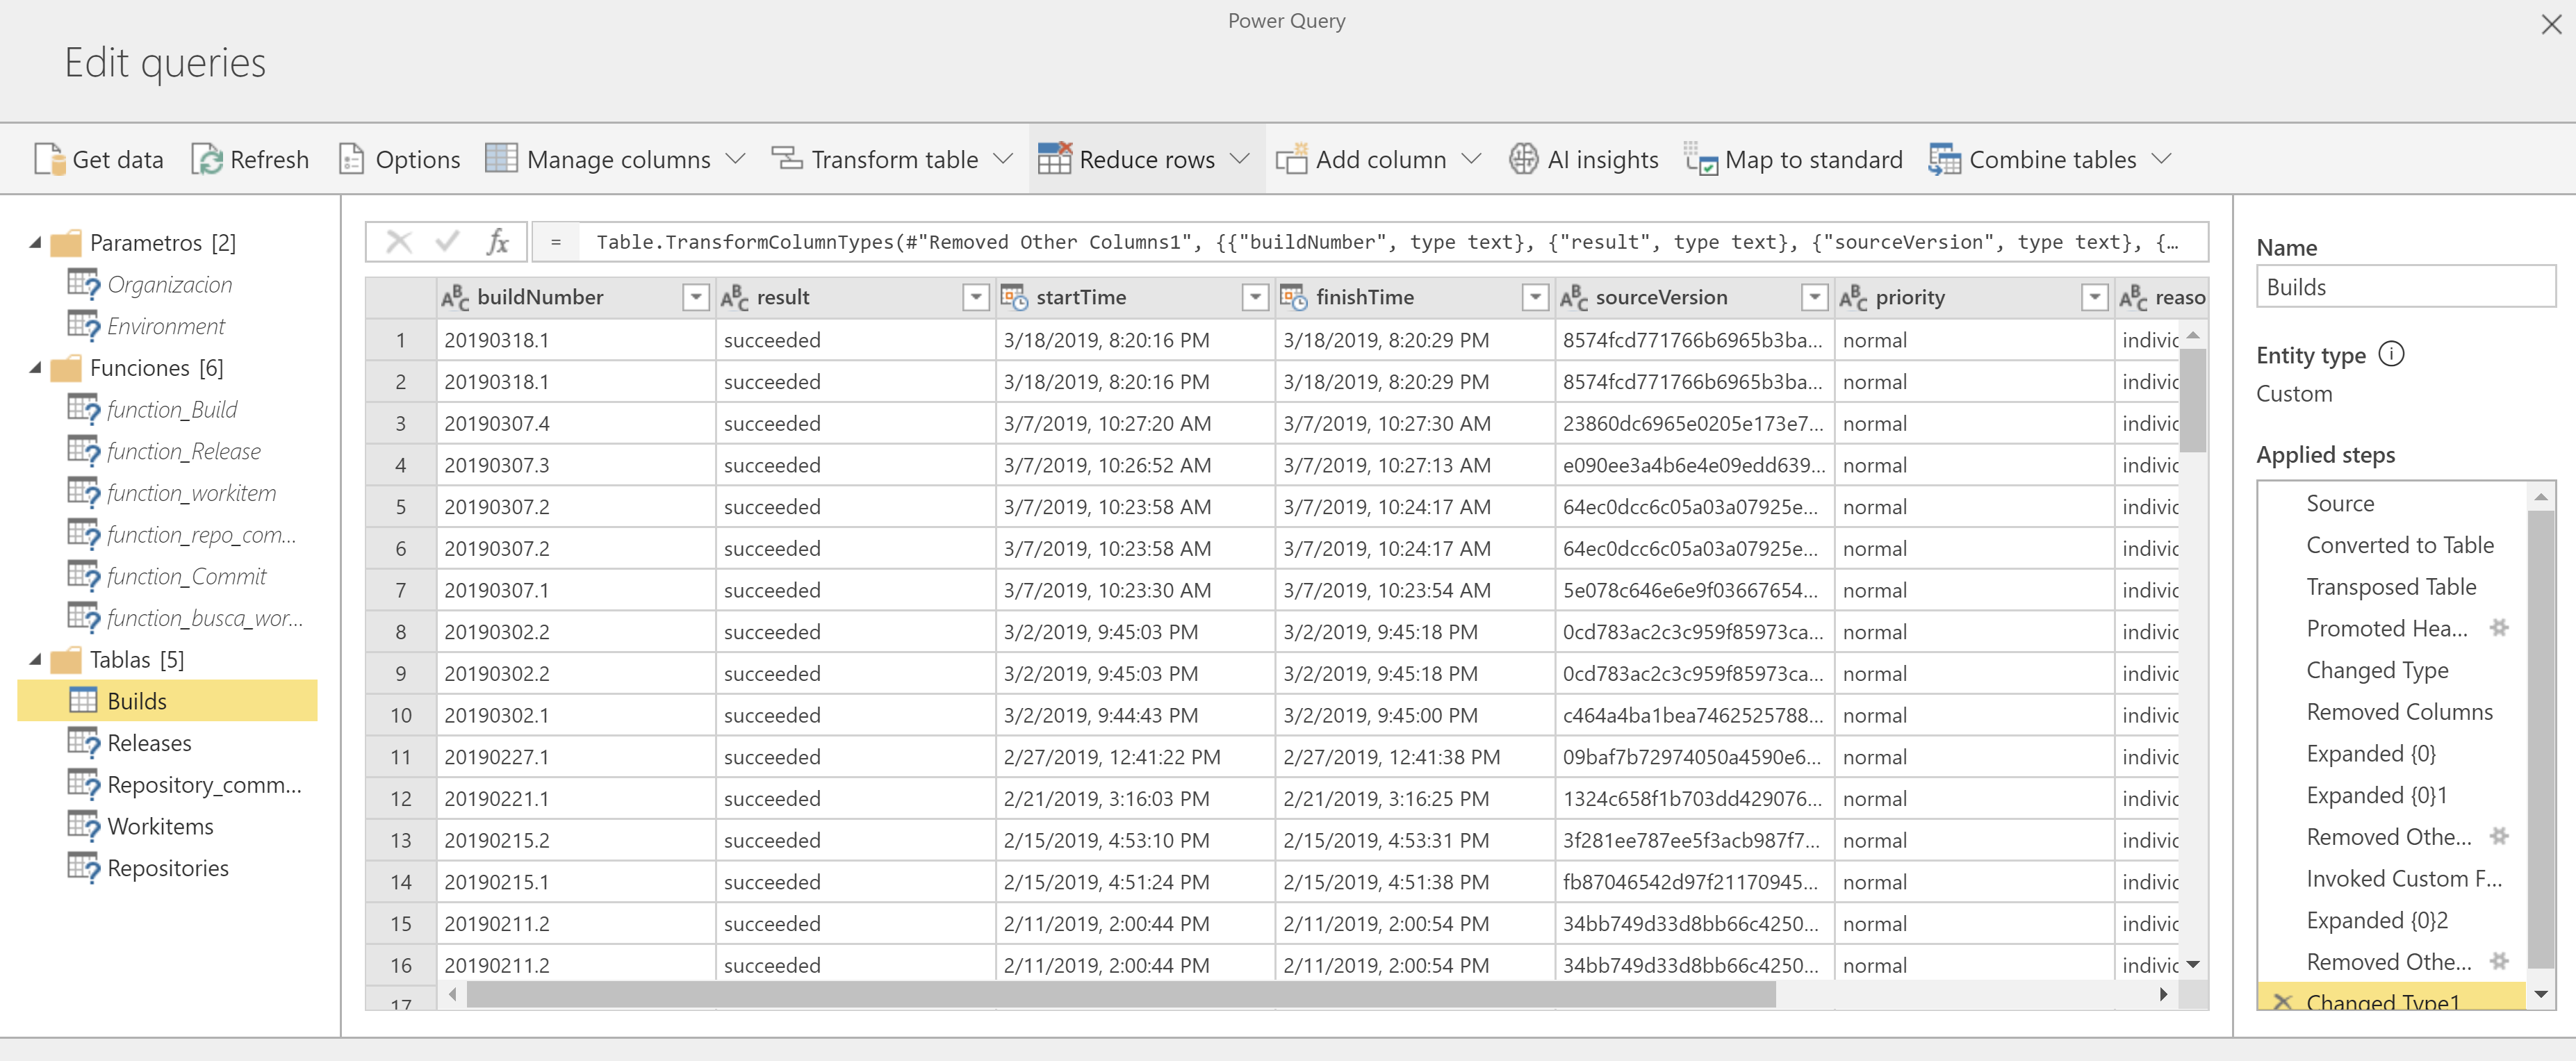 Power Query
Edit queries
Get data Refresh Options Manage columns Transform table Reduce rows Add column AI insights Map to standard Combine tables
Parametros [2]
Organizacion
Environment
Funciones [6]
function_Build
function_Release
function_workitem
function_repo_com...
function_Commit
function_busca_wor...
Tablas [5]
Builds
Releases
Repository_comm...
Workitems
Repositories
fx = Table.TransformColumnTypes(#"Removed Other Columns1", {{"buildNumber", type text}, {"result", type text}, {"sourceVersion", type text}, {...
ABC buildNumber ABC result startTime finishTime ABC sourceVersion ABC priority ABC reaso
1 20190318.1 succeeded 3/18/2019, 8:20:16 PM 3/18/2019, 8:20:29 PM 8574fcd771766b6965b3ba... normal indivic
2 20190318.1 succeeded 3/18/2019, 8:20:16 PM 3/18/2019, 8:20:29 PM 8574fcd771766b6965b3ba... normal indivic
3 20190307.4 succeeded 3/7/2019, 10:27:20 AM 3/7/2019, 10:27:30 AM 23860dc6965e0205e173e7... normal indivic
4 20190307.3 succeeded 3/7/2019, 10:26:52 AM 3/7/2019, 10:27:13 AM e090ee3a4b6e4e09edd639... normal indivic
5 20190307.2 succeeded 3/7/2019, 10:23:58 AM 3/7/2019, 10:24:17 AM 64ec0dcc6c05a03a07925e... normal indivic
6 20190307.2 succeeded 3/7/2019, 10:23:58 AM 3/7/2019, 10:24:17 AM 64ec0dcc6c05a03a07925e... normal indivic
7 20190307.1 succeeded 3/7/2019, 10:23:30 AM 3/7/2019, 10:23:54 AM 5e078c646e6e9f03667654... normal indivic
8 20190302.2 succeeded 3/2/2019, 9:45:03 PM 3/2/2019, 9:45:18 PM 0cd783ac2c3c959f85973ca... normal indivic
9 20190302.2 succeeded 3/2/2019, 9:45:03 PM 3/2/2019, 9:45:18 PM 0cd783ac2c3c959f85973ca... normal indivic
10 20190302.1 succeeded 3/2/2019, 9:44:43 PM 3/2/2019, 9:45:00 PM c464a4ba1bea7462525788... normal indivic
11 20190227.1 succeeded 2/27/2019, 12:41:22 PM 2/27/2019, 12:41:38 PM 09baf7b72974050a4590e6... normal indivic
12 20190221.1 succeeded 2/21/2019, 3:16:03 PM 2/21/2019, 3:16:25 PM 1324c658f1b703dd429076... normal indivic
13 20190215.2 succeeded 2/15/2019, 4:53:10 PM 2/15/2019, 4:53:31 PM 3f281ee787ee5f3acb987f7... normal indivic
14 20190215.1 succeeded 2/15/2019, 4:51:24 PM 2/15/2019, 4:51:38 PM fb87046542d97f21170945... normal indivic
15 20190211.2 succeeded 2/11/2019, 2:00:44 PM 2/11/2019, 2:00:54 PM 34bb749d33d8bb66c4250... normal indivic
16 20190211.2 succeeded 2/11/2019, 2:00:44 PM 2/11/2019, 2:00:54 PM 34bb749d33d8bb66c4250... normal indivic
17
Name
Builds
Entity type
Custom
Applied steps
Source
Converted to Table
Transposed Table
Promoted Hea...
Changed Type
Removed Columns
Expanded {0}
Expanded {0}1
Removed Othe...
Invoked Custom F...
Expanded {0}2
Removed Othe...
Changed Type1